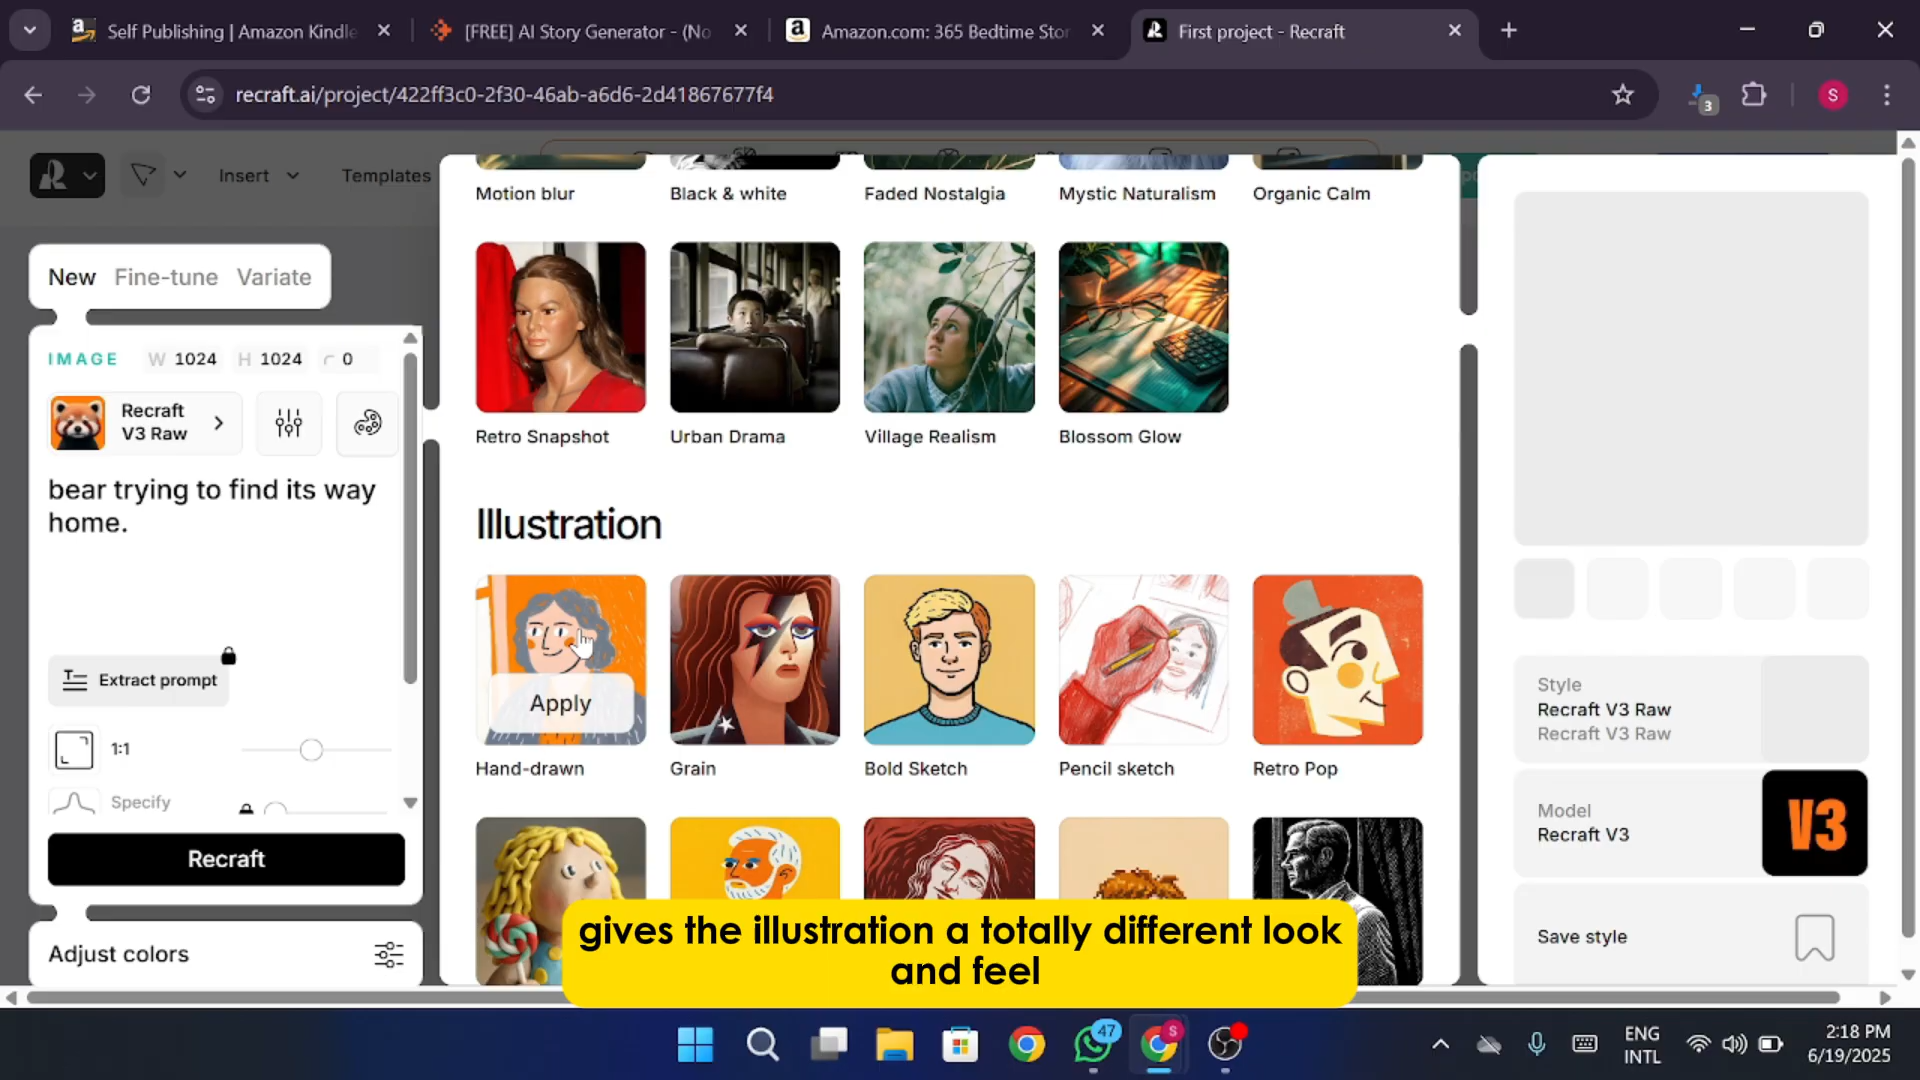 Self Publishing | Amazon Kindle
[FREE] AI Story Generator - (No
Amazon.com: 365 Bedtime Stor
First project - Recraft
recraft.ai/project/422ff3c0-2f30-46ab-a6d6-2d41867677f4
S
3
Insert
Templates
Motion blur
Black & white
Faded Nostalgia
Mystic Naturalism
Organic Calm
New
Fine-tune
Variate
IMAGE
W 1024
H 1024
0
Recraft
V3 Raw
bear trying to find its way
home.
Extract prompt
1:1
Specify
Recraft
Adjust colors
Retro Snapshot
Urban Drama
Village Realism
Blossom Glow
Illustration
Apply
Hand-drawn
Grain
Bold Sketch
Pencil sketch
Retro Pop
Style
Recraft V3 Raw
Recraft V3 Raw
Model
Recraft V3
V3
Save style
gives the illustration a totally different look
and feel
47
S
ENG
INTL
2:18 PM
6/19/2025